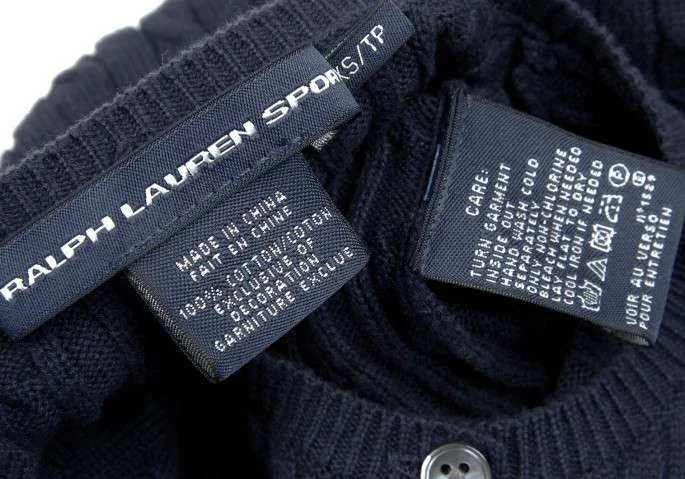 RALPH LAUREN SPOR
XS/TP
MADE IN CHINA
FAIT EN CHINE
100% COTTON/COTON
EXCLUSIVE OF
DECORATION
GARNITURE EXCLUE
CARE:
TURN GARMENT
INSIDE OUT
HAND WASH COLD
SEPARATELY
ONLY NON-CHLORINE
BLEACH WHEN NEEDED
LAY FLAT TO DRY
COOL IRON IF NEEDED
VOIR AU VERSO
POUR ENTRETIEN